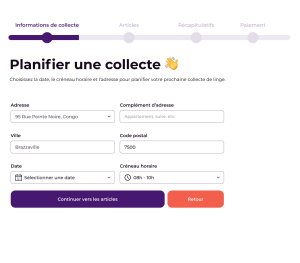 Informations de collecte Articles Récapitulatifs Paiement
Planifier une collecte 👋
Choisissez la date, le créneau horaire et l'adresse pour planifier votre prochaine collecte de linge.
Adresse Complément d'adresse
95 Rue Pointe Moire, Congo Appartement, suite, etc.
Ville Code postal
Brazzaville 7500
Date Créneau horaire
Sélectionner une date 08h - 10h
Continuer vers les articles Retour